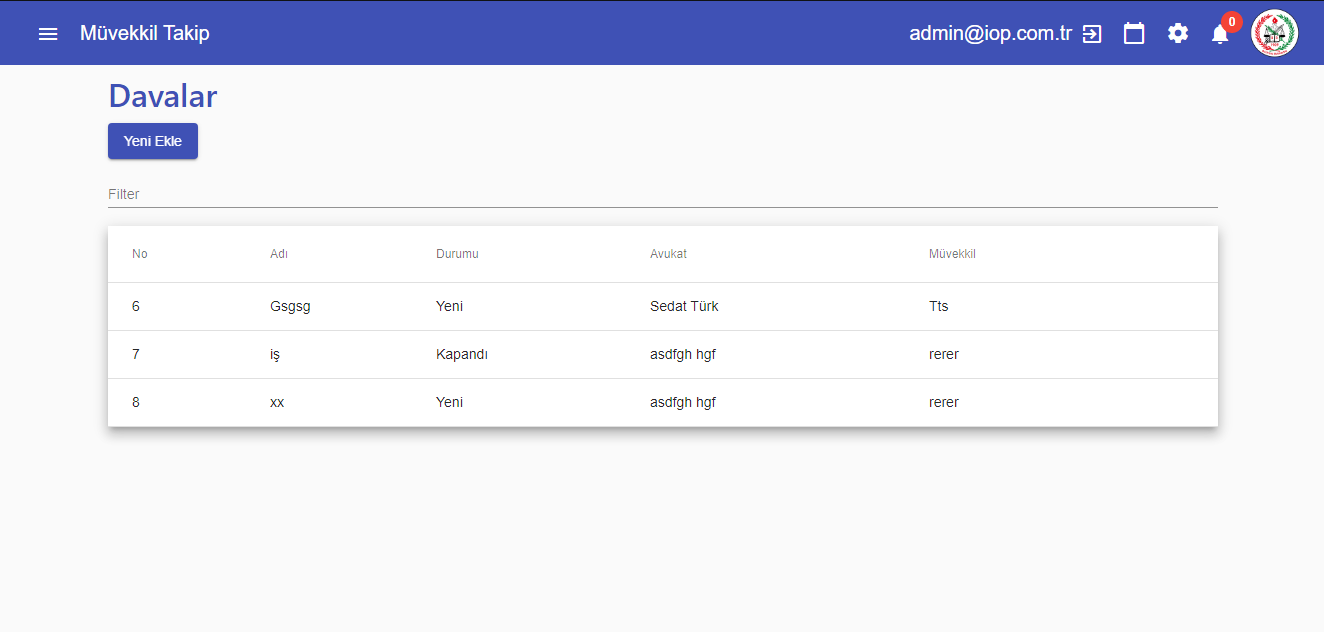 Müvekkil Takip admin@iop.com.tr 0
Davalar
Yeni Ekle
Filter
No Adı Durumu Avukat Müvekkil
6 Gsgsg Yeni Sedat Türk Tts
7 iş Kapandı asdfgh hgf rerer
8 xx Yeni asdfgh hgf rerer